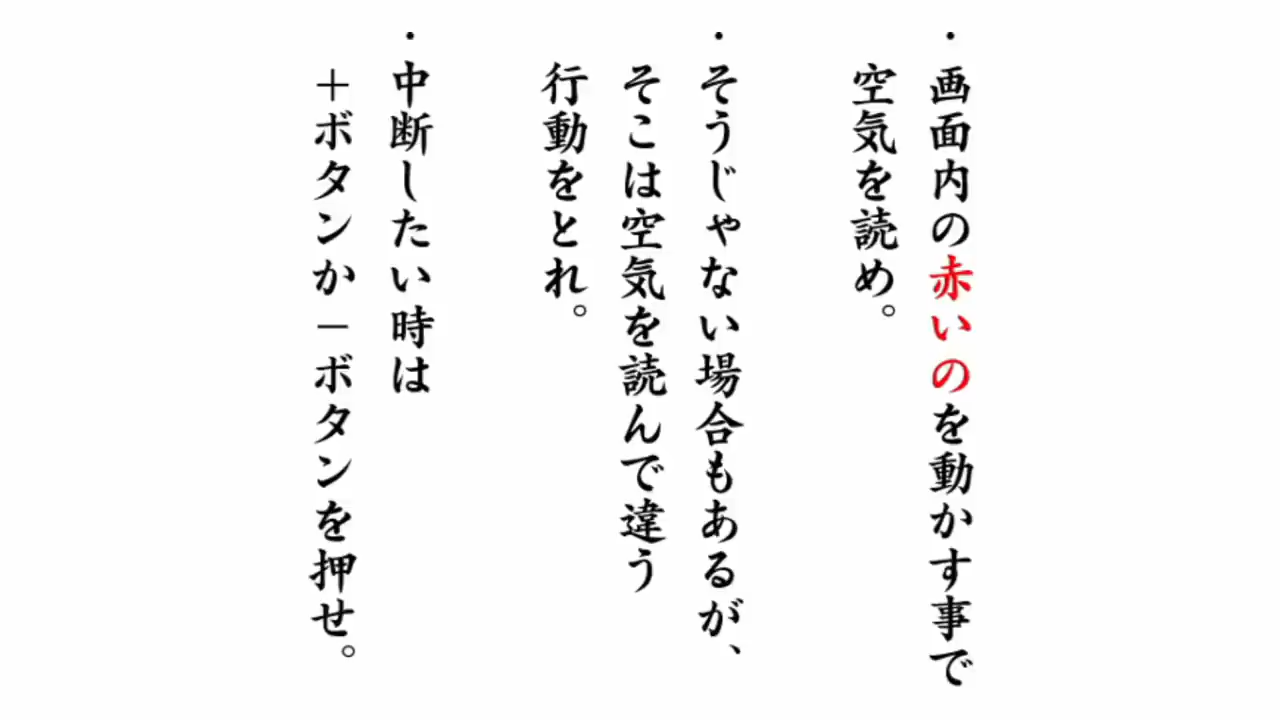 ・画面内の赤いのを動かす事で
空気を読め。
・そうじゃない場合もあるが、
そこは空気を読んで違う
行動をとれ。
・中断したい時は
＋ボタンか－ボタンを押せ。